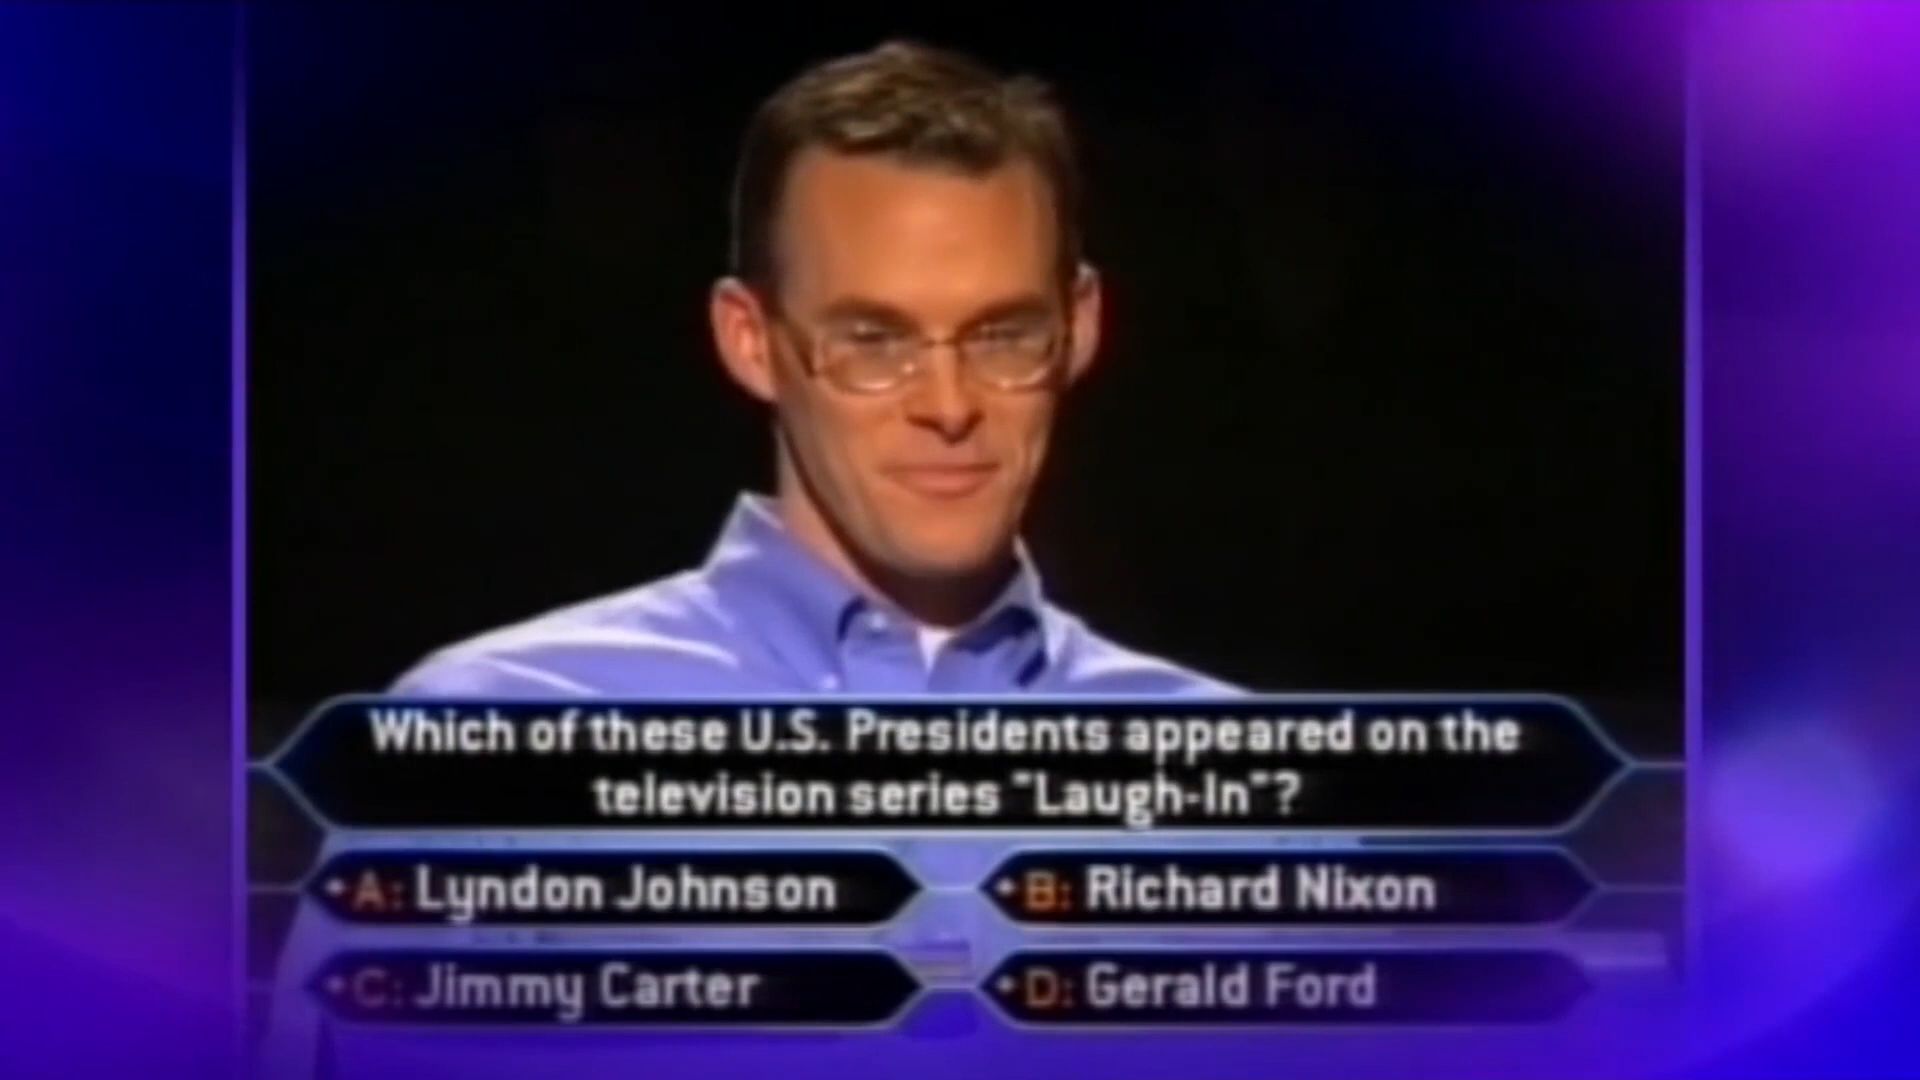 Which of these U.S. Presidents appeared on the
television series "Laugh-In"?
A: Lyndon Johnson
B: Richard Nixon
C: Jimmy Carter
D: Gerald Ford